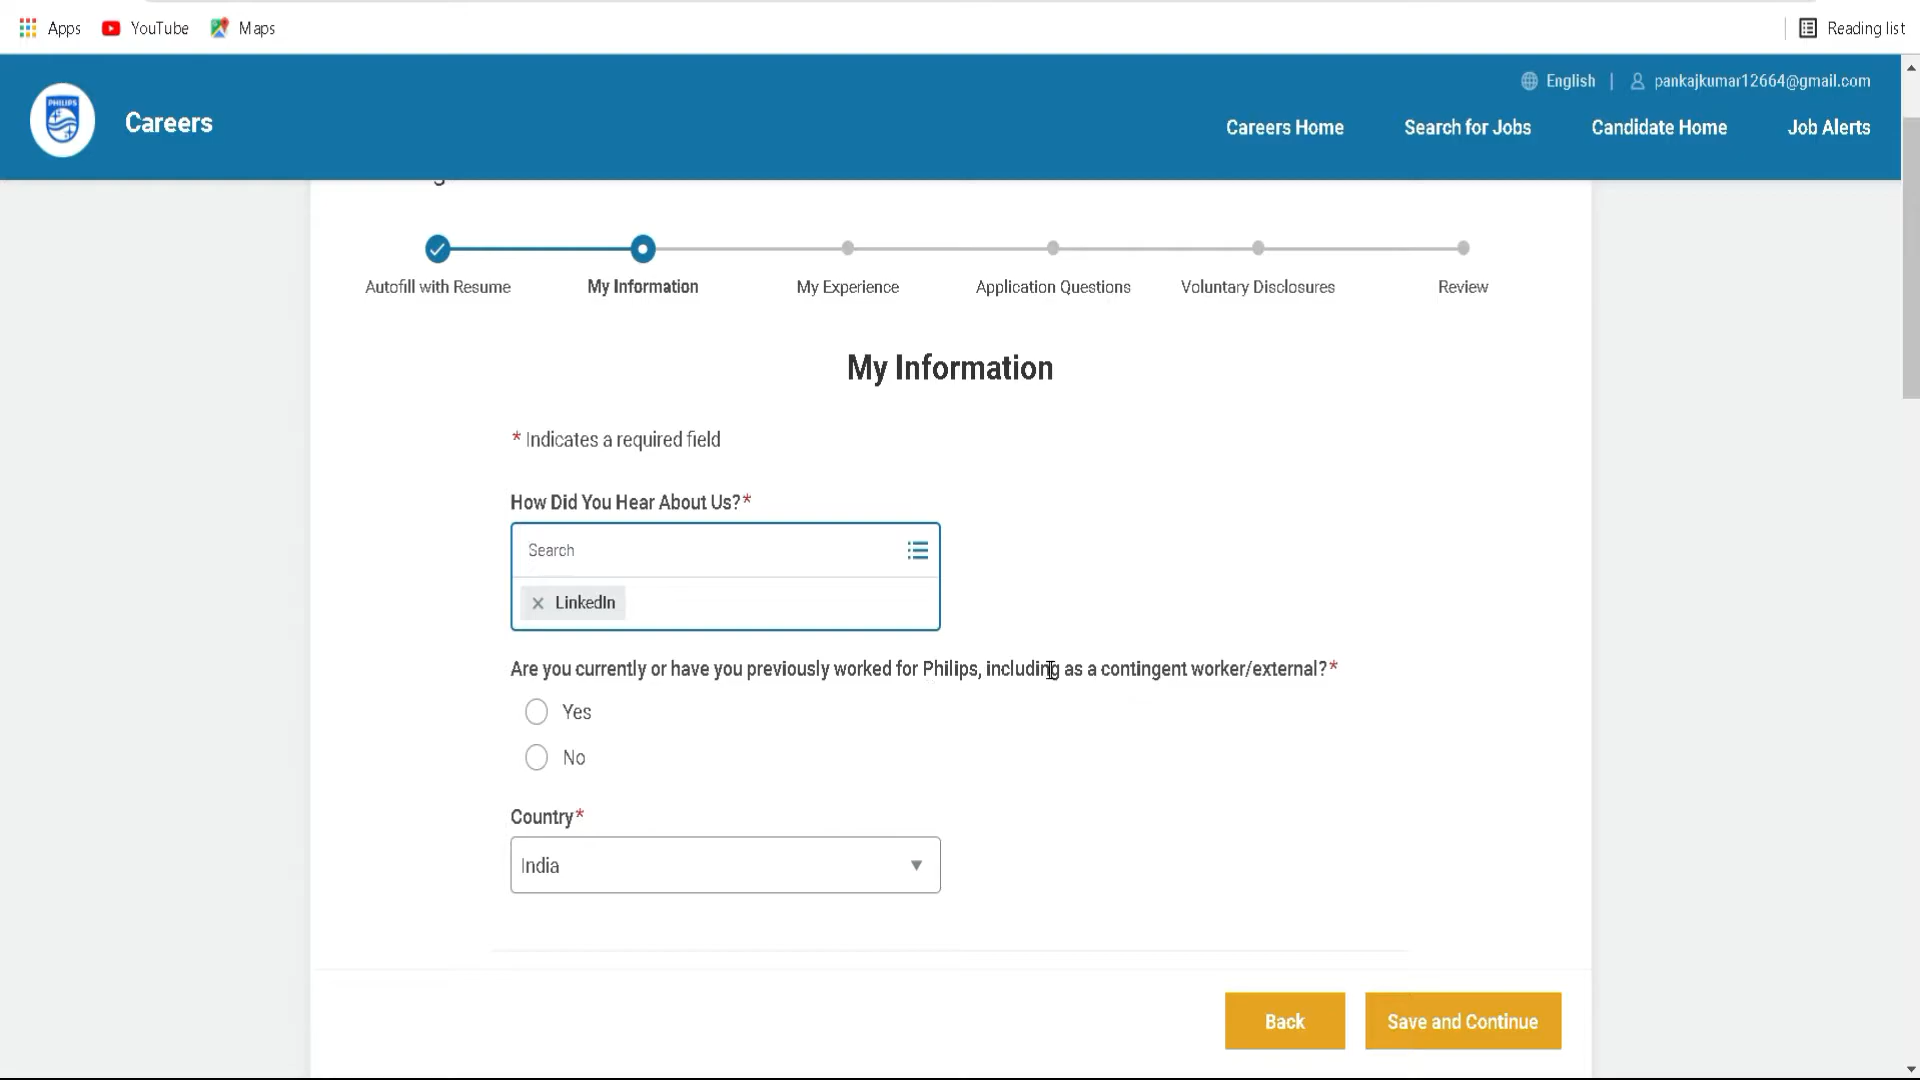 Apps YouTube Maps Reading list
English | pankajkumar12664@gmail.com
PHILIPS
Careers
Careers Home Search for Jobs Candidate Home Job Alerts
Autofill with Resume My Information My Experience Application Questions Voluntary Disclosures Review
My Information
* Indicates a required field
How Did You Hear About Us?*
Search
LinkedIn
Are you currently or have you previously worked for Philips, including as a contingent worker/external?*
Yes
No
Country*
India
Back Save and Continue